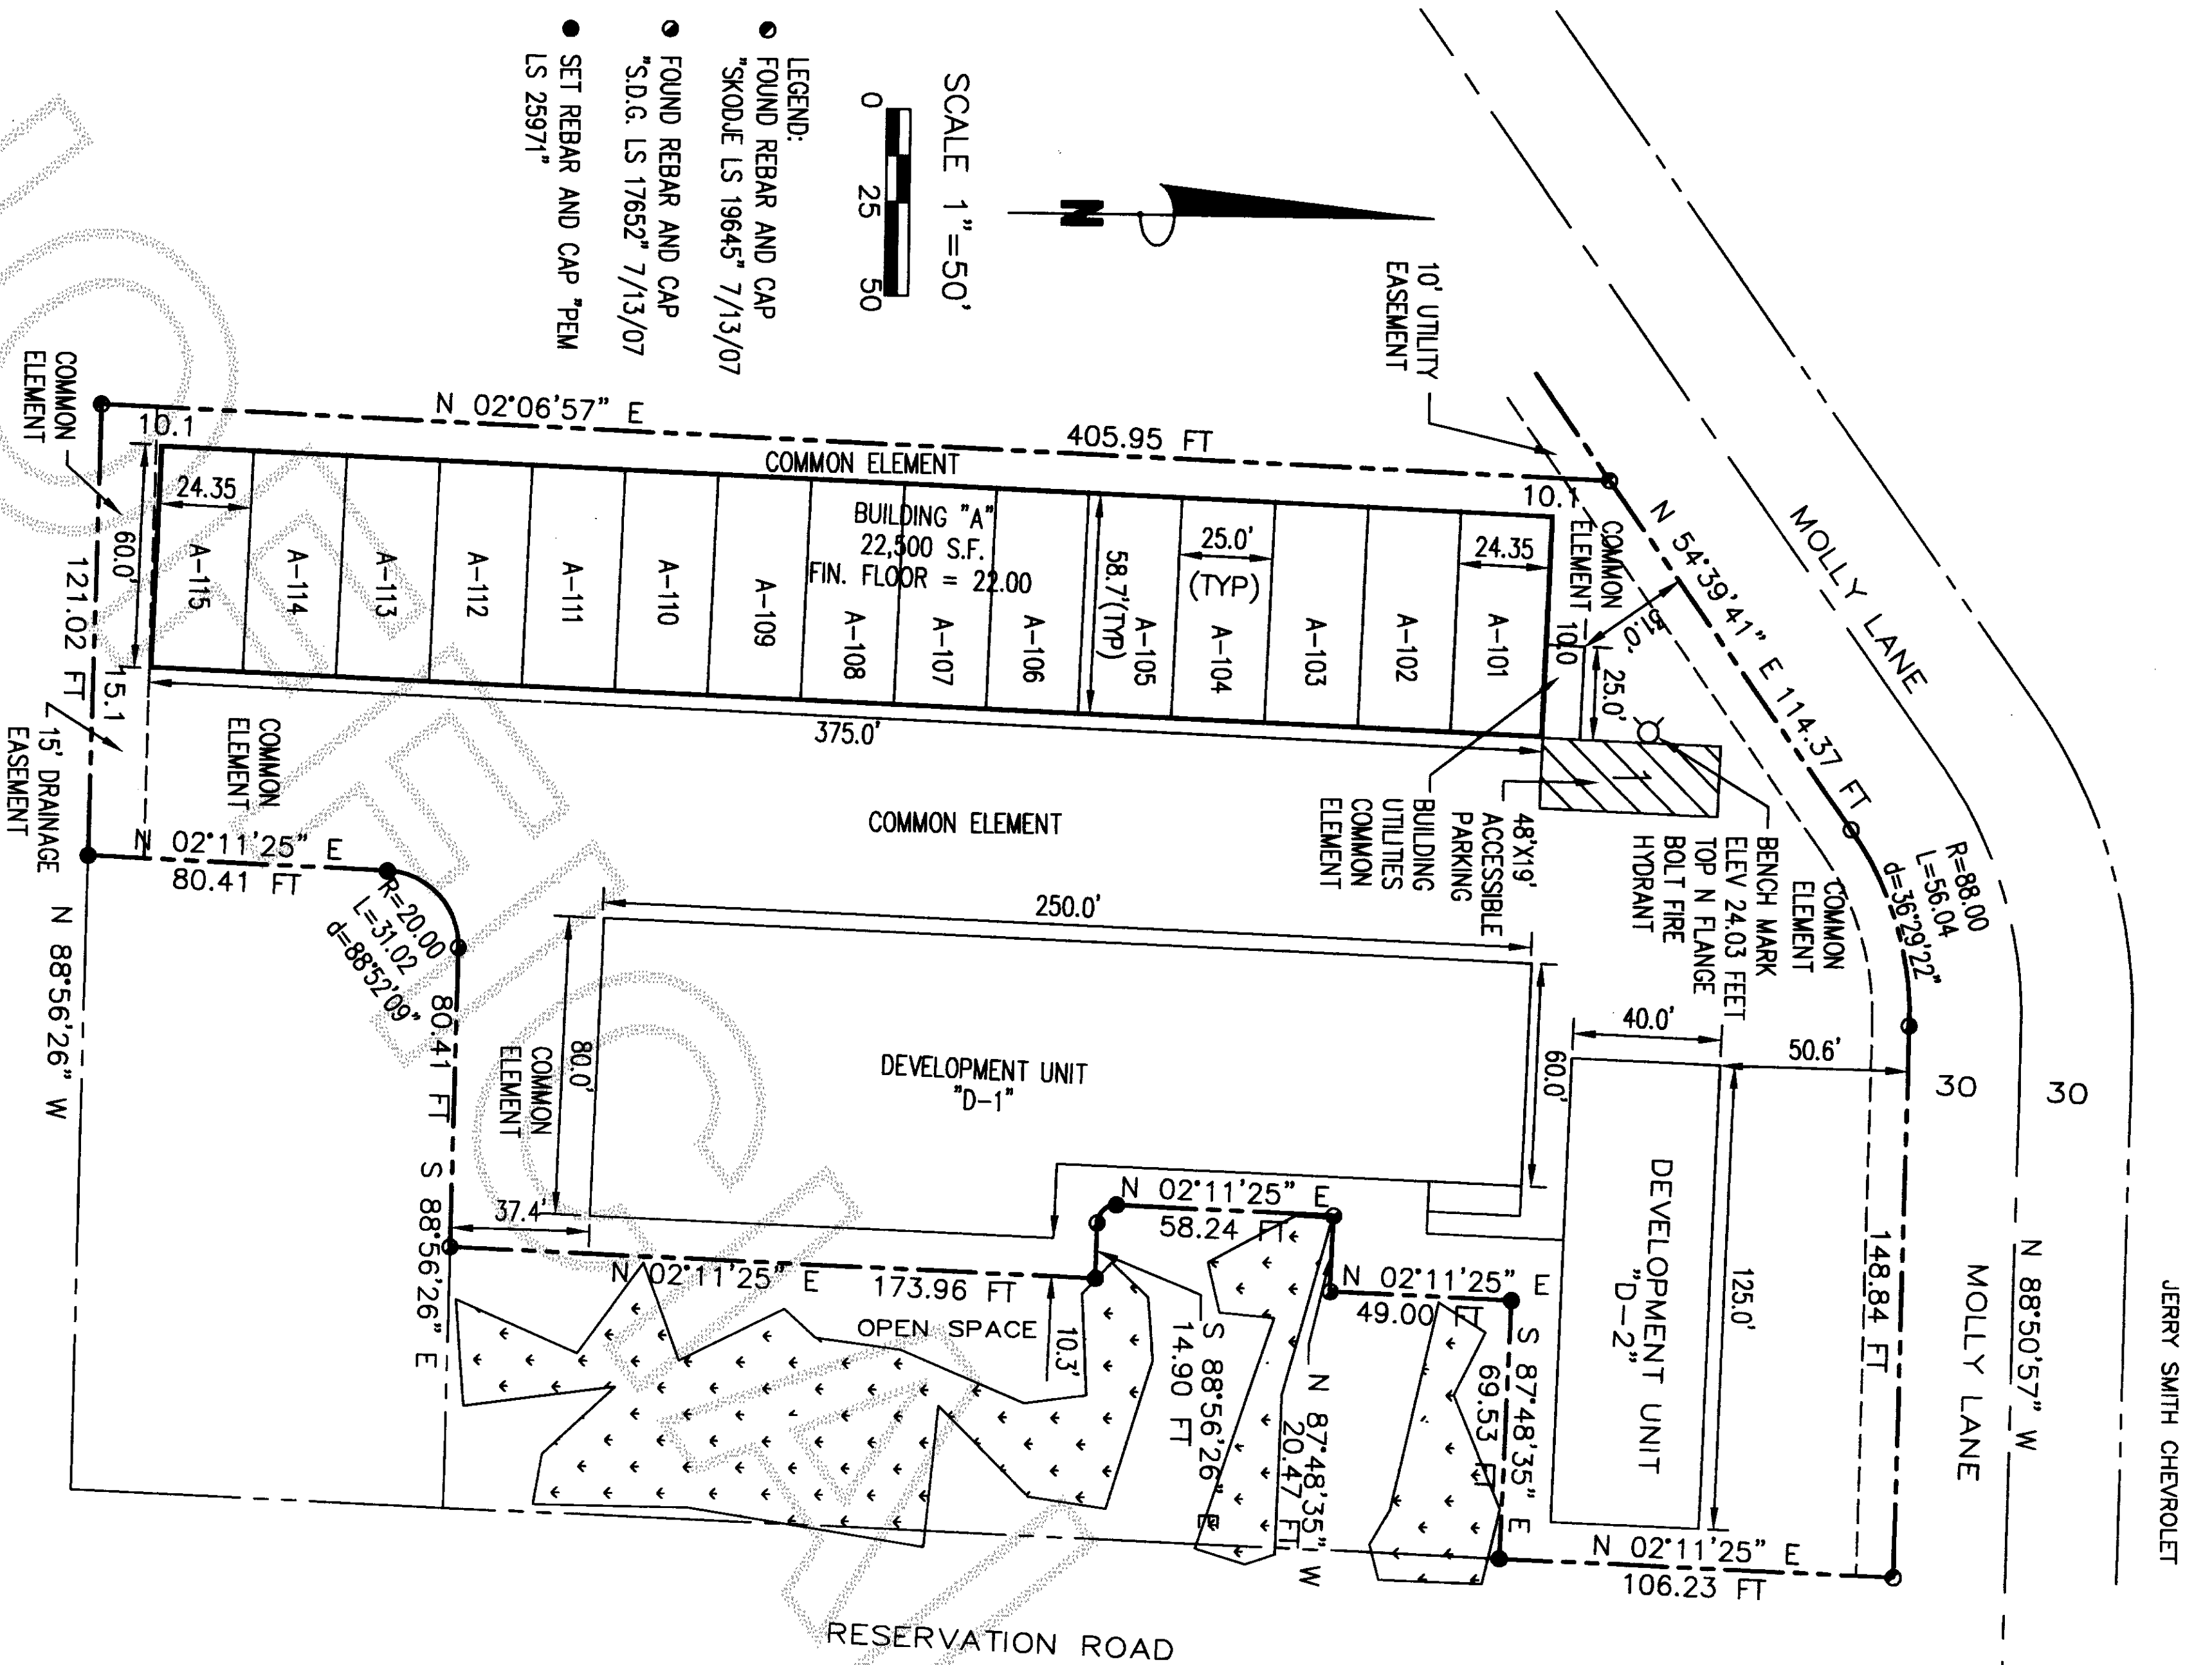 JERRY SMITH CHEVROLET
MOLLY LANE
N 88°50'57" W
MOLLY LANE
30
30
R=88.00
L=56.04
d=36°29'22"
N 54°39'41" E 114.37 FT
148.84 FT
50.6'
10' UTILITY
EASEMENT
COMMON
ELEMENT
BENCH MARK
ELEV 24.03 FEET
TOP N FLANGE
BOLT FIRE
HYDRANT
COMMON
ELEMENT
51.0'
10.0
25.0'
10.1
48'X19'
ACCESSIBLE
PARKING
BUILDING
UTILITIES
COMMON
ELEMENT
40.0'
125.0'
DEVELOPMENT UNIT
"D-2"
N 02°11'25" E
106.23 FT
S 87°48'35" E
69.53 FT
N 02°11'25" E
49.00 FT
N 87°48'35" W
20.47 FT
N 02°11'25" E
58.24 FT
S 88°56'26" E
14.90 FT
10.3'
OPEN SPACE
N 02°11'25" E
173.96 FT
RESERVATION ROAD
60.0'
250.0'
DEVELOPMENT UNIT
"D-1"
80.0'
37.4'
COMMON
ELEMENT
80.41 FT S 88°56'26" E
R=20.00
L=31.02
d=88°52'09"
N 02°11'25" E
80.41 FT
COMMON ELEMENT
COMMON
ELEMENT
375.0'
N 02°06'57" E
405.95 FT
COMMON ELEMENT
BUILDING "A"
22,500 S.F.
FIN. FLOOR = 22.00
24.35
A-101
A-102
A-103
25.0'
(TYP)
A-104
58.7'(TYP)
A-105
A-106
A-107
A-108
A-109
A-110
A-111
A-112
A-113
A-114
24.35
A-115
10.1
60.0'
15.1
121.02 FT
N 88°56'26" W
COMMON
ELEMENT
15' DRAINAGE
EASEMENT
N
SCALE 1"=50'
0 25 50
LEGEND:
FOUND REBAR AND CAP
"SKODJE LS 19645" 7/13/07
FOUND REBAR AND CAP
"S.D.G. LS 17652" 7/13/07
SET REBAR AND CAP "PEM
LS 25971"